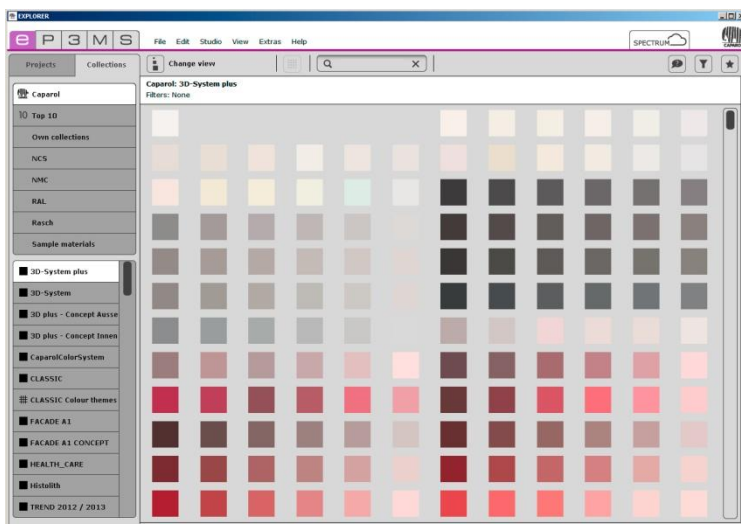 EXPLORER
e P 3 M S
File Edit Studio View Extras Help
SPECTRUM
CAPAROL
Projects Collections
Change view
X
Caparol
Caparol: 3D-System plus
Filters: None
10 Top 10
Own collections
NCS
NMC
RAL
Rasch
Sample materials
3D-System plus
3D-System
3D plus - Concept Ausse
3D plus - Concept Innen
CaparolColorSystem
CLASSIC
CLASSIC Colour themes
FACADE A1
FACADE A1 CONCEPT
HEALTH_CARE
Histolith
TREND 2012 / 2013